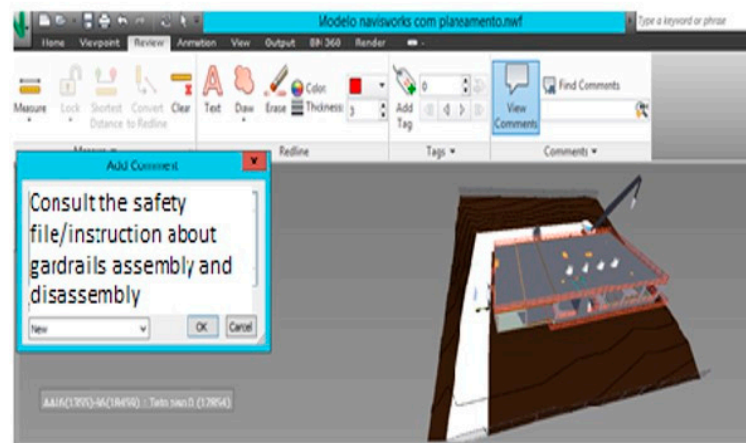 Modelo navisworks com planeamento.nwf
Type a keyword or phrase
Home Viewpoint Review Animation View Output BIM 360 Render
Measure Lock Shortest Distance Convert to Redline Clear
Text Draw Erase Color: Thickness: 3
Add Tag 0
View Comments
Find Comments
Measure Redline Tags Comments
Add Comment
Consult the safety
file/instruction about
gardrails assembly and
disassembly
New OK Cancel